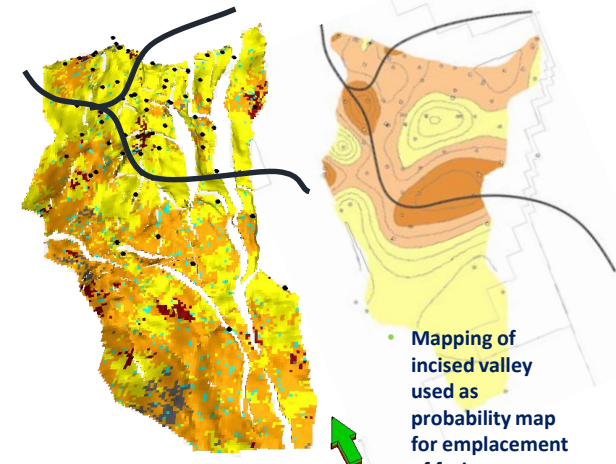 • Mapping of
incised valley
used as
probability map
for emplacement